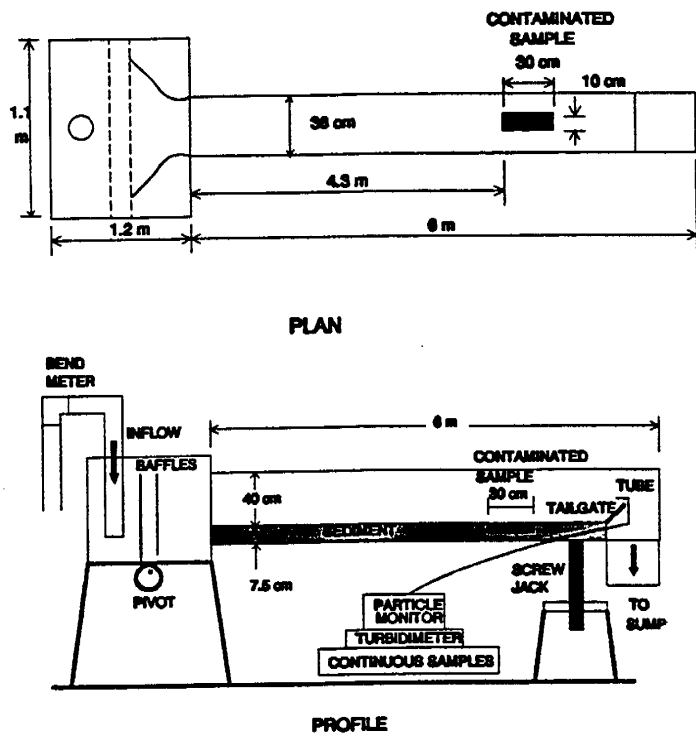 CONTAMINATED
SAMPLE
30 cm
10 cm
1.1
m
38 cm
4.3 m
1.2 m
6 m
PLAN
BEND
METER
INFLOW
BAFFLES
6 m
CONTAMINATED
SAMPLE
30 cm
TUBE
TAILGATE
40 cm
SEDIMENT
7.5 cm
PIVOT
SCREW
JACK
PARTICLE
MONITOR
TURBIDIMETER
CONTINUOUS SAMPLES
TO
SUMP
PROFILE